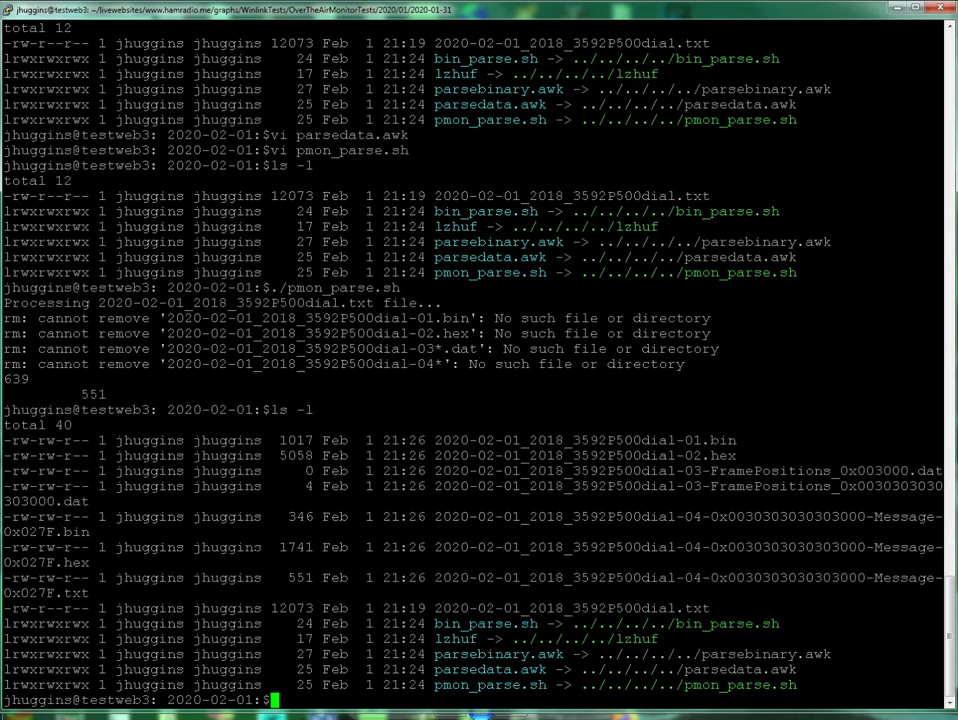 jhuggins@testweb3: ~/livewebsites/www.hamradio.me/graphs/WinlinkTests/OverTheAirMonitorTests/2020/01/2020-01-31
total 12
-rw-r--r-- 1 jhuggins jhuggins 12073 Feb  1 21:19 2020-02-01_2018_3592P500dial.txt
lrwxrwxrwx 1 jhuggins jhuggins    24 Feb  1 21:24 bin_parse.sh -> ../../../../bin_parse.sh
lrwxrwxrwx 1 jhuggins jhuggins    17 Feb  1 21:24 lzhuf -> ../../../../lzhuf
lrwxrwxrwx 1 jhuggins jhuggins    27 Feb  1 21:24 parsebinary.awk -> ../../../../parsebinary.awk
lrwxrwxrwx 1 jhuggins jhuggins    25 Feb  1 21:24 parsedata.awk -> ../../../../parsedata.awk
lrwxrwxrwx 1 jhuggins jhuggins    25 Feb  1 21:24 pmon_parse.sh -> ../../../../pmon_parse.sh
jhuggins@testweb3: 2020-02-01:$vi parsedata.awk
jhuggins@testweb3: 2020-02-01:$vi pmon_parse.sh
jhuggins@testweb3: 2020-02-01:$ls -l
total 12
-rw-r--r-- 1 jhuggins jhuggins 12073 Feb  1 21:19 2020-02-01_2018_3592P500dial.txt
lrwxrwxrwx 1 jhuggins jhuggins    24 Feb  1 21:24 bin_parse.sh -> ../../../../bin_parse.sh
lrwxrwxrwx 1 jhuggins jhuggins    17 Feb  1 21:24 lzhuf -> ../../../../lzhuf
lrwxrwxrwx 1 jhuggins jhuggins    27 Feb  1 21:24 parsebinary.awk -> ../../../../parsebinary.awk
lrwxrwxrwx 1 jhuggins jhuggins    25 Feb  1 21:24 parsedata.awk -> ../../../../parsedata.awk
lrwxrwxrwx 1 jhuggins jhuggins    25 Feb  1 21:24 pmon_parse.sh -> ../../../../pmon_parse.sh
jhuggins@testweb3: 2020-02-01:$./pmon_parse.sh
Processing 2020-02-01_2018_3592P500dial.txt file...
rm: cannot remove '2020-02-01_2018_3592P500dial-01.bin': No such file or directory
rm: cannot remove '2020-02-01_2018_3592P500dial-02.hex': No such file or directory
rm: cannot remove '2020-02-01_2018_3592P500dial-03*.dat': No such file or directory
rm: cannot remove '2020-02-01_2018_3592P500dial-04*': No such file or directory
639
         551
jhuggins@testweb3: 2020-02-01:$ls -l
total 40
-rw-rw-r-- 1 jhuggins jhuggins  1017 Feb  1 21:26 2020-02-01_2018_3592P500dial-01.bin
-rw-rw-r-- 1 jhuggins jhuggins  5058 Feb  1 21:26 2020-02-01_2018_3592P500dial-02.hex
-rw-rw-r-- 1 jhuggins jhuggins     0 Feb  1 21:26 2020-02-01_2018_3592P500dial-03-FramePositions_0x003000.dat
-rw-rw-r-- 1 jhuggins jhuggins     4 Feb  1 21:26 2020-02-01_2018_3592P500dial-03-FramePositions_0x0030303030
303000.dat
-rw-rw-r-- 1 jhuggins jhuggins   346 Feb  1 21:26 2020-02-01_2018_3592P500dial-04-0x0030303030303000-Message-
0x027F.bin
-rw-rw-r-- 1 jhuggins jhuggins  1741 Feb  1 21:26 2020-02-01_2018_3592P500dial-04-0x0030303030303000-Message-
0x027F.hex
-rw-rw-r-- 1 jhuggins jhuggins   551 Feb  1 21:26 2020-02-01_2018_3592P500dial-04-0x0030303030303000-Message-
0x027F.txt
-rw-r--r-- 1 jhuggins jhuggins 12073 Feb  1 21:19 2020-02-01_2018_3592P500dial.txt
lrwxrwxrwx 1 jhuggins jhuggins    24 Feb  1 21:24 bin_parse.sh -> ../../../../bin_parse.sh
lrwxrwxrwx 1 jhuggins jhuggins    17 Feb  1 21:24 lzhuf -> ../../../../lzhuf
lrwxrwxrwx 1 jhuggins jhuggins    27 Feb  1 21:24 parsebinary.awk -> ../../../../parsebinary.awk
lrwxrwxrwx 1 jhuggins jhuggins    25 Feb  1 21:24 parsedata.awk -> ../../../../parsedata.awk
lrwxrwxrwx 1 jhuggins jhuggins    25 Feb  1 21:24 pmon_parse.sh -> ../../../../pmon_parse.sh
jhuggins@testweb3: 2020-02-01:$